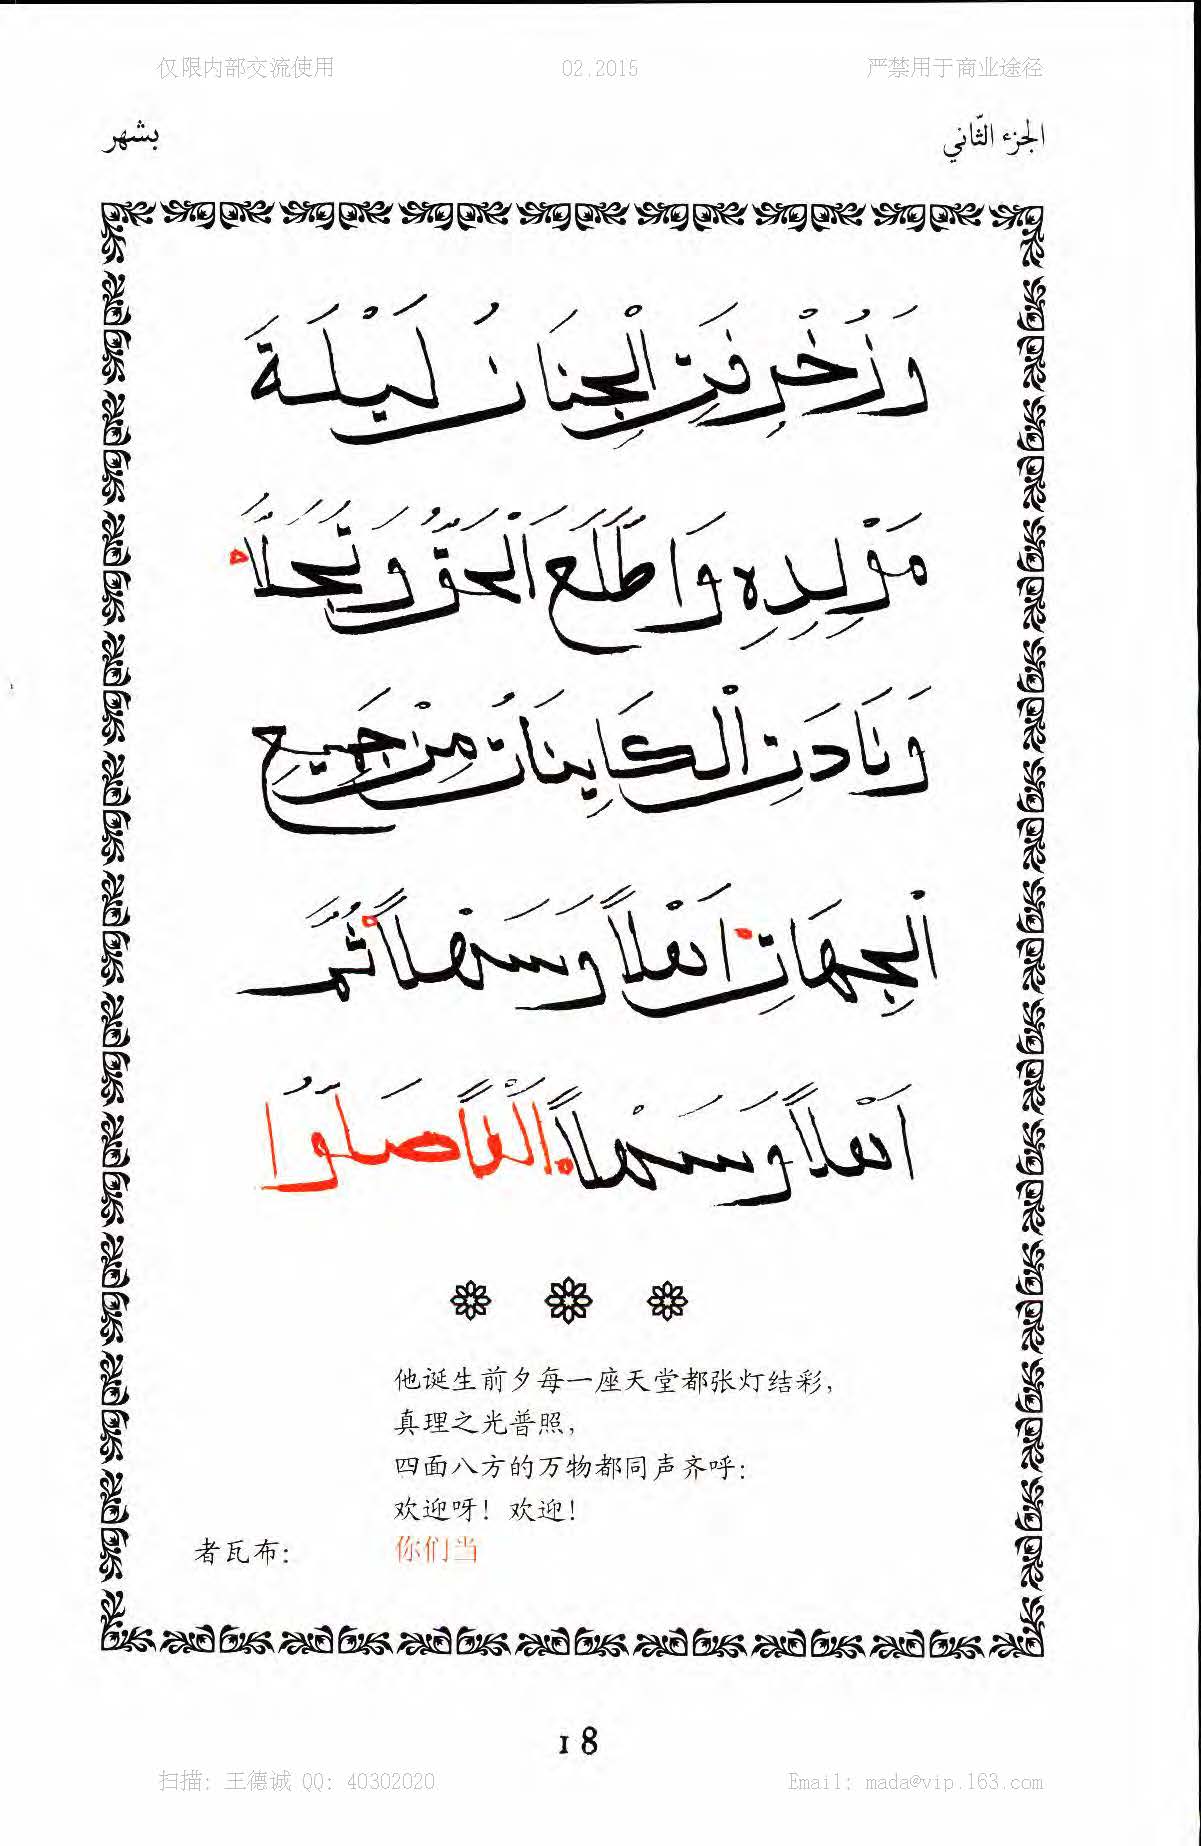 仅限内部交流使用 02.2015 严禁用于商业途径
الجزء الثّاني بشهر
وَزُخْرِفَتِ الْجِنَانُ لَيْلَةَ
مَوْلِدِهِ وَاطَّلَعَ الْحَقُّ وَتَجَلَّا
وَنَادَتِ الْكَايِنَاتُ مِنْ جَمِيعِ
الْجِهَاتِ اَهْلًا وَسَهْلًا ثُمَّ
اَهْلًا وَسَهْلًا اَلْفًا صَلُّوا
他诞生前夕每一座天堂都张灯结彩，
真理之光普照，
四面八方的万物都同声齐呼：
欢迎呀！欢迎！
者瓦布： 你们当
18
扫描: 王德诚 QQ: 40302020 Email: mada@vip.163.com